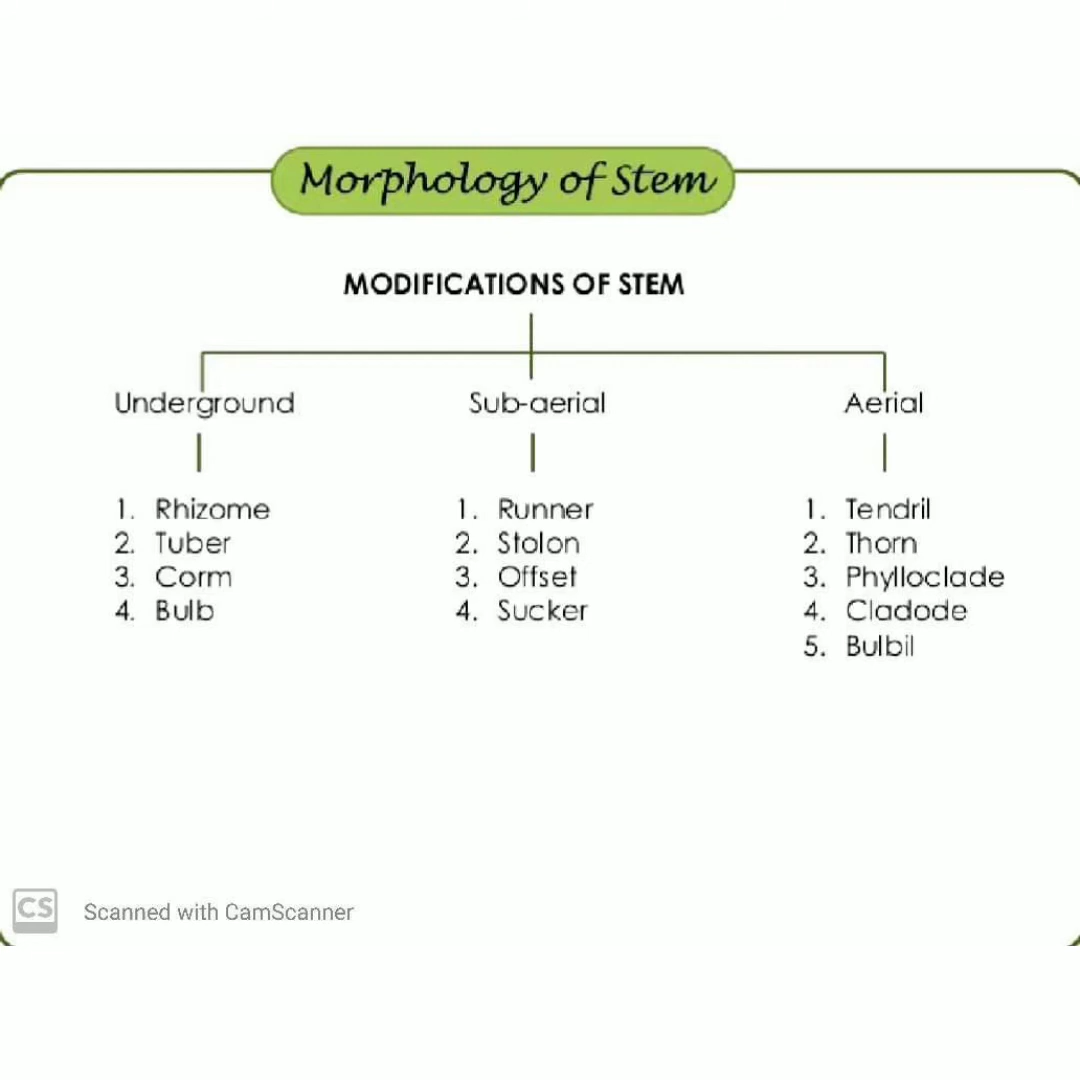 Morphology of Stem
MODIFICATIONS OF STEM
Underground
Sub-aerial
Aerial
1. Rhizome
2. Tuber
3. Corm
4. Bulb
1. Runner
2. Stolon
3. Offset
4. Sucker
1. Tendril
2. Thorn
3. Phylloclade
4. Cladode
5. Bulbil
CS Scanned with CamScanner